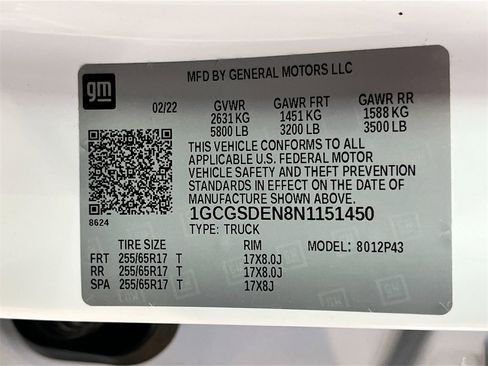 gm
MFD BY GENERAL MOTORS LLC
02/22 GVWR GAWR FRT GAWR RR
2631 KG 1451 KG 1588 KG
5800 LB 3200 LB 3500 LB
THIS VEHICLE CONFORMS TO ALL
APPLICABLE U.S. FEDERAL MOTOR
VEHICLE SAFETY AND THEFT PREVENTION
STANDARDS IN EFFECT ON THE DATE OF
MANUFACTURE SHOWN ABOVE.
8624 1GCGSDEN8N1151450
TYPE: TRUCK
TIRE SIZE RIM MODEL: 8012P43
FRT 255/65R17 T 17X8.0J
RR 255/65R17 T 17X8.0J
SPA 255/65R17 T 17X8J